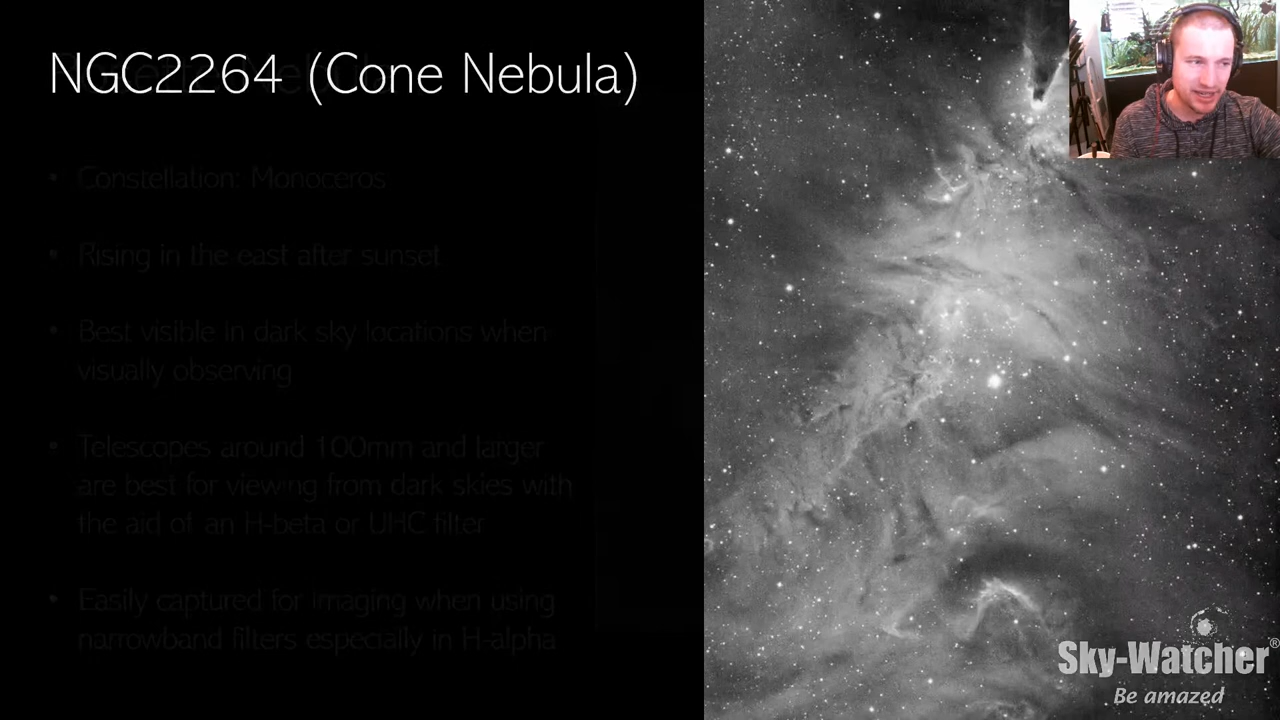 NGC2264 (Cone Nebula)
• Constellation: Monoceros
• Rising in the east after sunset
• Best visible in dark sky locations when
visually observing
• Telescopes around 100mm and larger
are best for viewing from dark skies with
the aid of an H-beta or UHC filter
• Easily captured for imaging when using
narrowband filters especially in H-alpha
Sky-Watcher®
Be amazed